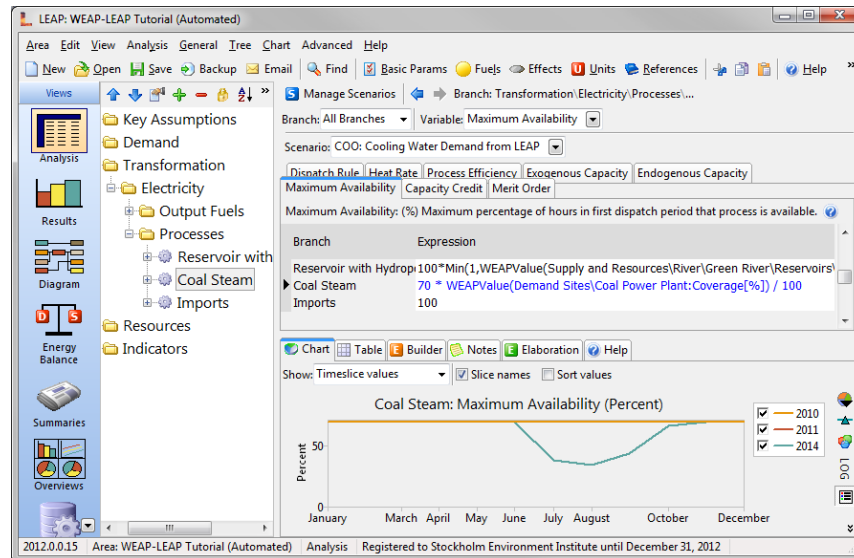 LEAP: WEAP-LEAP Tutorial (Automated)
Area Edit View Analysis General Tree Chart Advanced Help
New Open Save Backup Email Find Basic Params Fuels Effects Units References Help
Views
Manage Scenarios Branch: Transformation\Electricity\Processes\...
Branch: All Branches Variable: Maximum Availability
Scenario: COO: Cooling Water Demand from LEAP
Dispatch Rule Heat Rate Process Efficiency Exogenous Capacity Endogenous Capacity
Maximum Availability Capacity Credit Merit Order
Maximum Availability: (%) Maximum percentage of hours in first dispatch period that process is available.
Branch Expression
Reservoir with Hydrop 100*Min(1,WEAPValue(Supply and Resources\River\Green River\Reservoirs\
Coal Steam 70 * WEAPValue(Demand Sites\Coal Power Plant:Coverage[%]) / 100
Imports 100
Analysis
Results
Diagram
Energy
Balance
Summaries
Overviews
Key Assumptions
Demand
Transformation
Electricity
Output Fuels
Processes
Reservoir with
Coal Steam
Imports
Resources
Indicators
Chart Table Builder Notes Elaboration Help
Show: Timeslice values Slice names Sort values
Coal Steam: Maximum Availability (Percent)
Percent
50
0
January March April May June July August October December
2010
2011
2014
LOG
2012.0.0.15 Area: WEAP-LEAP Tutorial (Automated) Analysis Registered to Stockholm Environment Institute until December 31, 2012